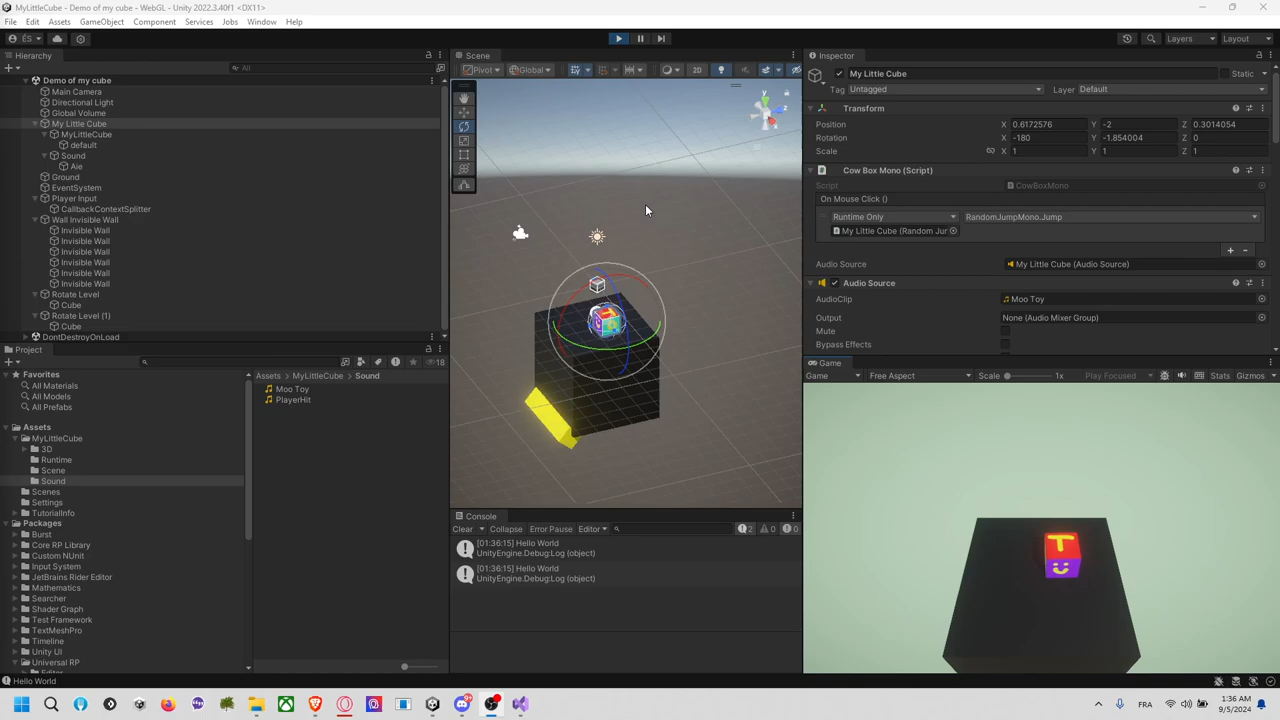 MyLittleCube - Demo of my cube - WebGL - Unity 2022.3.40f1 <DX11>
File Edit Assets GameObject Component Services Jobs Window Help
ÉS
Layers Layout
Hierarchy
All
Demo of my cube
Main Camera
Directional Light
Global Volume
My Little Cube
MyLittleCube
default
Sound
Aie
Ground
EventSystem
Player Input
CallbackContextSplitter
Wall Invisible Wall
Invisible Wall
Invisible Wall
Invisible Wall
Invisible Wall
Invisible Wall
Invisible Wall
Rotate Level
Cube
Rotate Level (1)
Cube
DontDestroyOnLoad
Project
18
Favorites
All Materials
All Models
All Prefabs
Assets
MyLittleCube
3D
Runtime
Scene
Sound
Scenes
Settings
TutorialInfo
Packages
Burst
Core RP Library
Custom NUnit
Input System
JetBrains Rider Editor
Mathematics
Searcher
Shader Graph
Test Framework
TextMeshPro
Timeline
Unity UI
Universal RP
Editor
Assets > MyLittleCube > Sound
Moo Toy
PlayerHit
Scene
Pivot Global 2D
y
z
Console
Clear Collapse Error Pause Editor 2 0 0
[01:36:15] Hello World
UnityEngine.Debug:Log (object)
[01:36:15] Hello World
UnityEngine.Debug:Log (object)
Inspector
My Little Cube Static
Tag Untagged Layer Default
Transform
Position X 0.6172576 Y -2 Z 0.3014054
Rotation X -180 Y -1.854004 Z 0
Scale X 1 Y 1 Z 1
Cow Box Mono (Script)
Script CowBoxMono
On Mouse Click ()
Runtime Only RandomJumpMono.Jump
My Little Cube (Random Jur
Audio Source My Little Cube (Audio Source)
Audio Source
AudioClip Moo Toy
Output None (Audio Mixer Group)
Mute
Bypass Effects
Game
Game Free Aspect Scale 1x Play Focused Stats Gizmos
T
Hello World
FRA
1:36 AM
9/5/2024